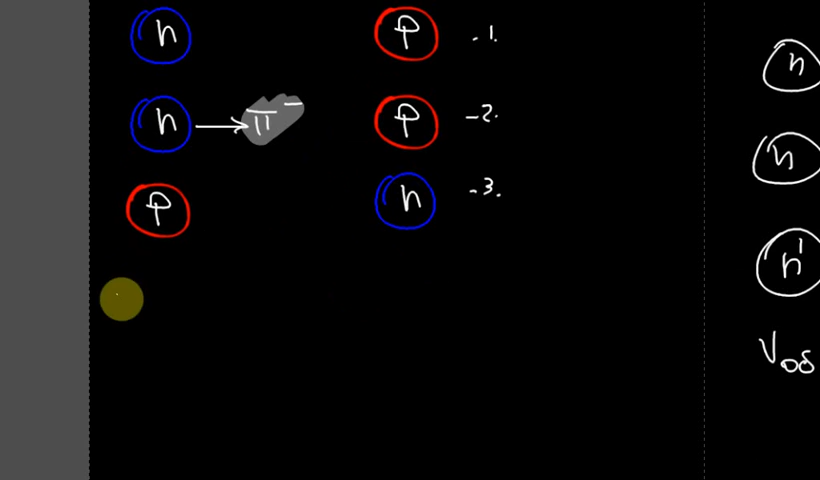 n P -1.
n → π⁻ P -2.
P n -3.
n
n
n'
V₀₈